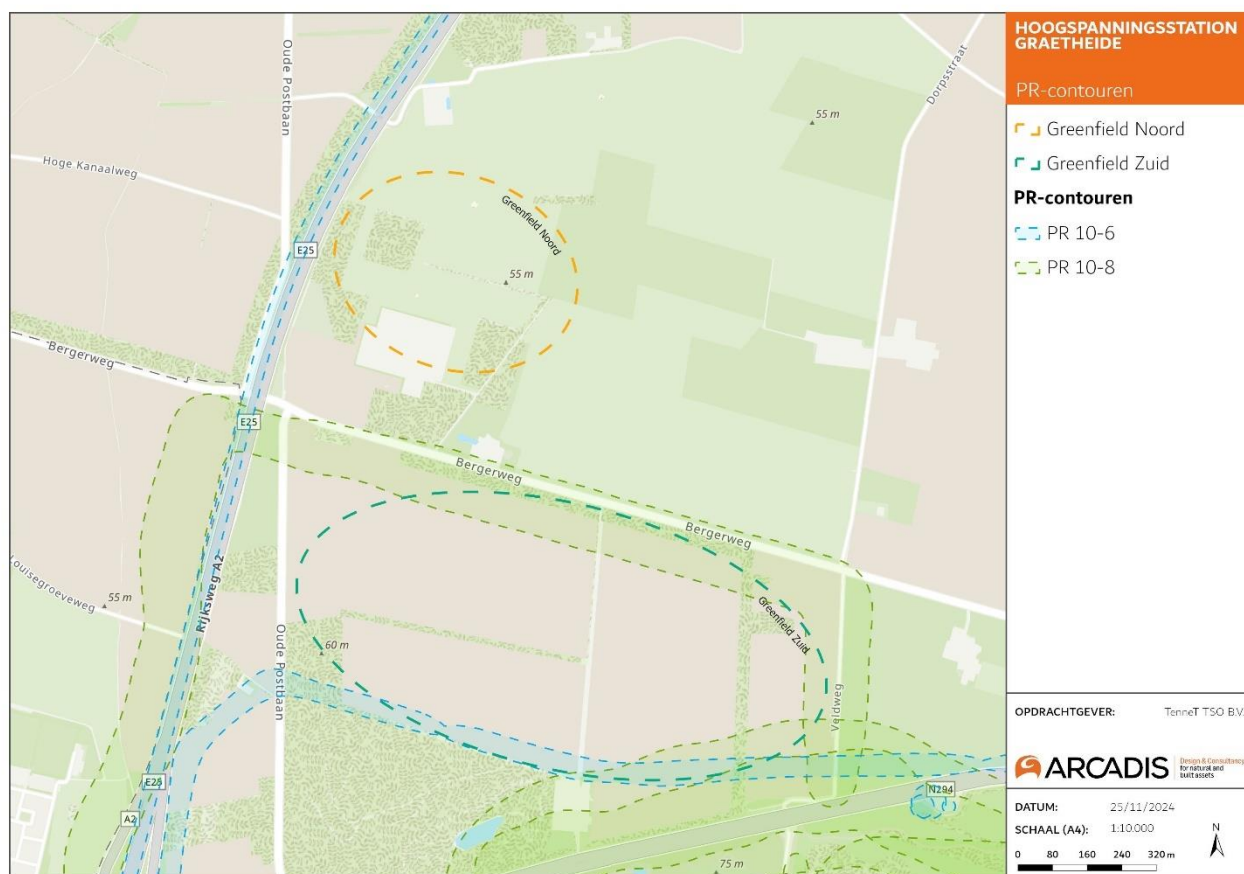 HOOGSPANNINGSSTATION
GRAETHEIDE
PR-contouren
Greenfield Noord
Greenfield Zuid
PR-contouren
PR 10-6
PR 10-8
OPDRACHTGEVER: TenneT TSO B.V.
ARCADIS
Design & Consultancy
for natural and
built assets
DATUM: 25/11/2024
SCHAAL (A4): 1:10.000
N
0 80 160 240 320 m
Oude Postbaan
Dorpsstraat
55 m
Hoge Kanaalweg
Greenfield Noord
E25
55 m
Bergerweg
E25
Bergerweg
Bergerweg
Rijksweg A2
Louisegroeveweg
55 m
Greenfield Zuid
Oude Postbaan
60 m
Veldweg
E25
N294
A2
75 m